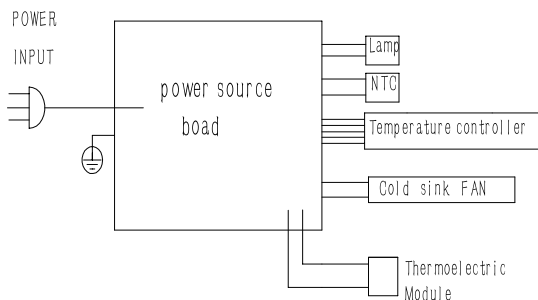 POWER
INPUT
power source
boad
Lamp
NTC
Temperature controller
Cold sink FAN
Thermoelectric
Module